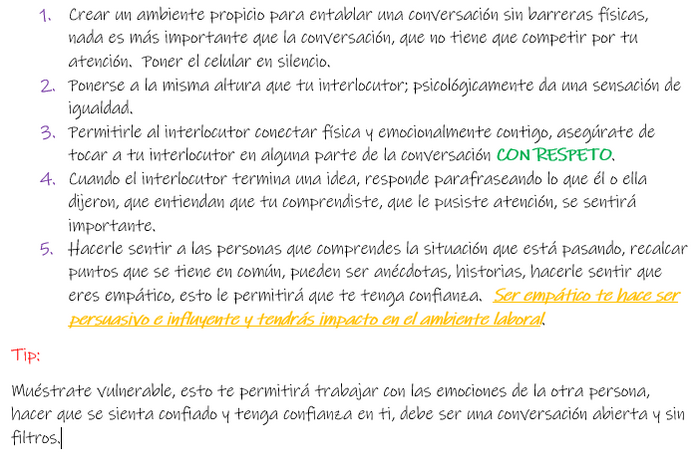 1. Crear un ambiente propicio para entablar una conversación sin barreras físicas,
nada es más importante que la conversación, que no tiene que competir por tu
atención. Poner el celular en silencio.
2. Ponerse a la misma altura que tu interlocutor; psicológicamente da una sensación de
igualdad.
3. Permitirle al interlocutor conectar física y emocionalmente contigo, asegúrate de
tocar a tu interlocutor en alguna parte de la conversación CON RESPETO.
4. Cuando el interlocutor termina una idea, responde parafraseando lo que él o ella
dijeron, que entiendan que tu comprendiste, que le pusiste atención, se sentirá
importante.
5. Hacerle sentir a las personas que comprendes la situación que está pasando, recalcar
puntos que se tiene en común, pueden ser anécdotas, historias, hacerle sentir que
eres empático, esto le permitirá que te tenga confianza. Ser empático te hace ser
persuasivo e influyente y tendrás impacto en el ambiente laboral.
Tip:
Muéstrate vulnerable, esto te permitirá trabajar con las emociones de la otra persona,
hacer que se sienta confiado y tenga confianza en ti, debe ser una conversación abierta y sin
filtros.